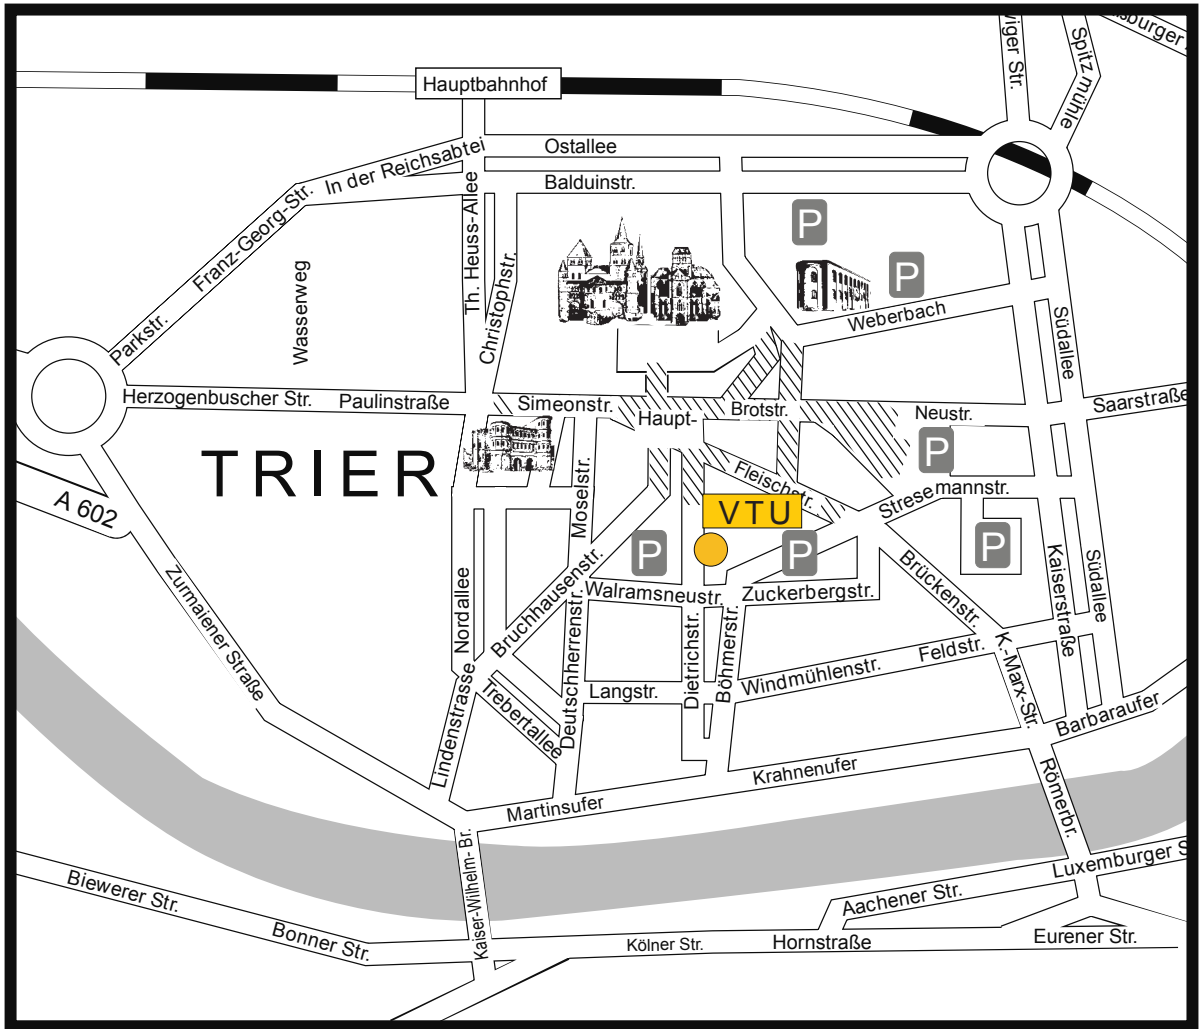 Hauptbahnhof
Spitzmühle
In der Reichsabtei
Ostallee
Balduinstr.
Franz-Georg-Str.
Th. Heuss-Allee
Christophstr.
P
P
Wasserweg
Parkstr.
Weberbach
Südallee
Herzogenbuscher Str.
Paulinstraße
Simeonstr.
Haupt-
Brotstr.
Neustr.
Saarstraße
TRIER
A 602
Moselstr.
Fleischstr.
P
Stresemannstr.
VTU
P
P
P
Zurmaiener Straße
Nordallee
Bruchhausenstr.
Walramsneustr.
Zuckerbergstr.
Brückenstr.
Kaiserstraße
Südallee
Deutschherrenstr.
Dietrichstr.
Böhmerstr.
Feldstr.
K.-Marx-Str.
Windmühlenstr.
Langstr.
Lindenstrasse
Trebertallee
Barbaraufer
Krahnenufer
Martinsufer
Römerbr.
Kaiser-Wilhelm- Br.
Luxemburger S
Biewerer Str.
Aachener Str.
Bonner Str.
Kölner Str.
Hornstraße
Eurener Str.